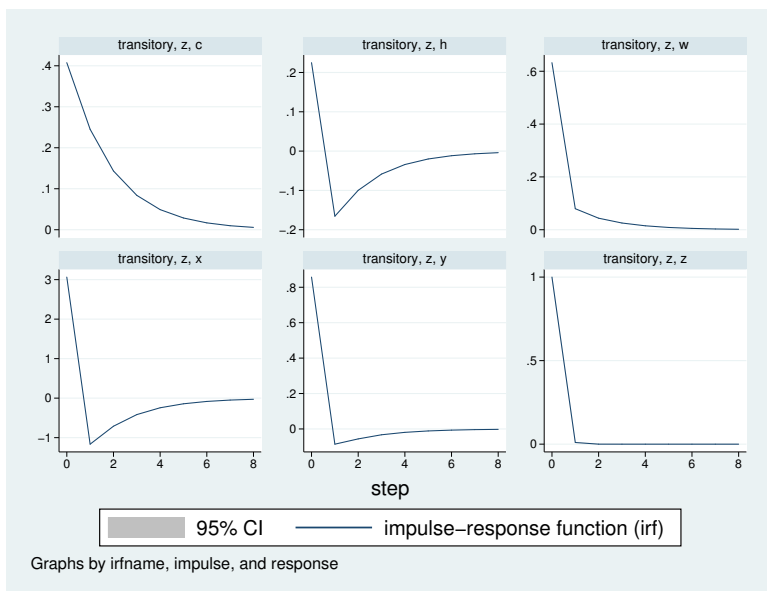 transitory, z, c
transitory, z, h
transitory, z, w
.4
.3
.2
.1
0
.2
.1
0
−.1
−.2
.6
.4
.2
0
transitory, z, x
transitory, z, y
transitory, z, z
3
2
1
0
−1
.8
.6
.4
.2
0
1
.5
0
0 2 4 6 8
0 2 4 6 8
0 2 4 6 8
step
95% CI
impulse−response function (irf)
Graphs by irfname, impulse, and response